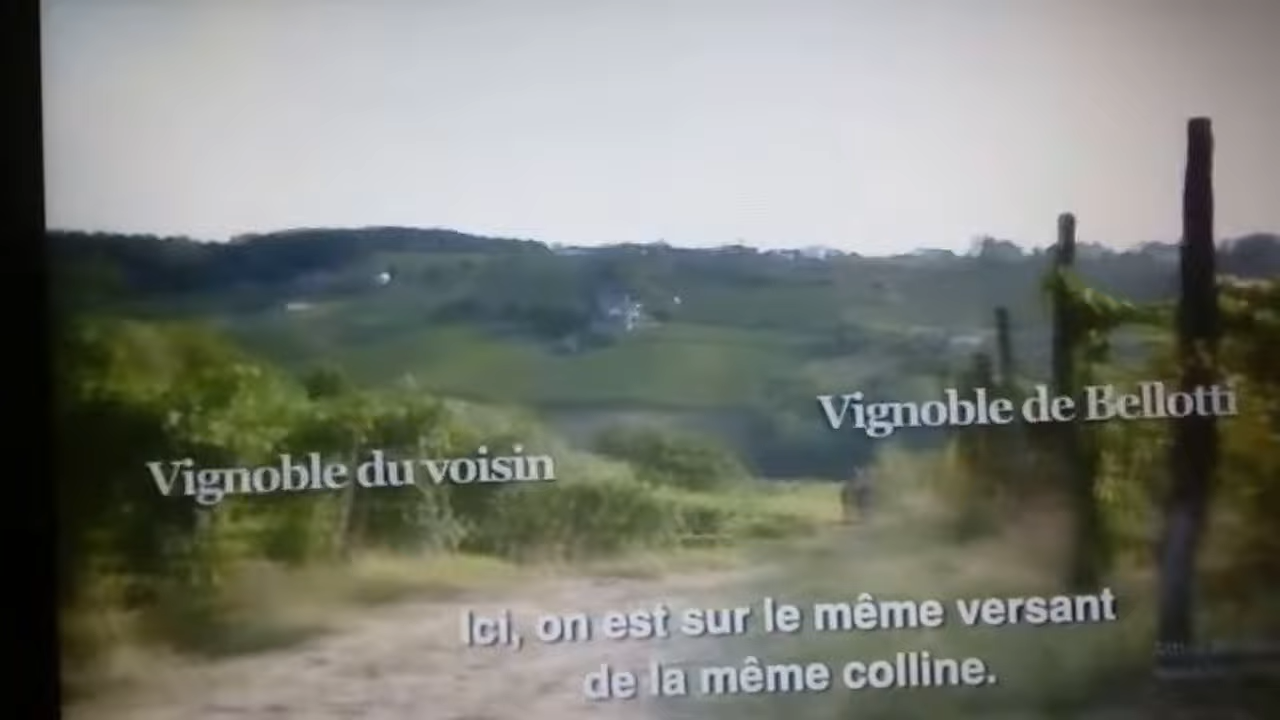 Vignoble de Bellotti
Vignoble du voisin
Ici, on est sur le même versant
de la même colline.